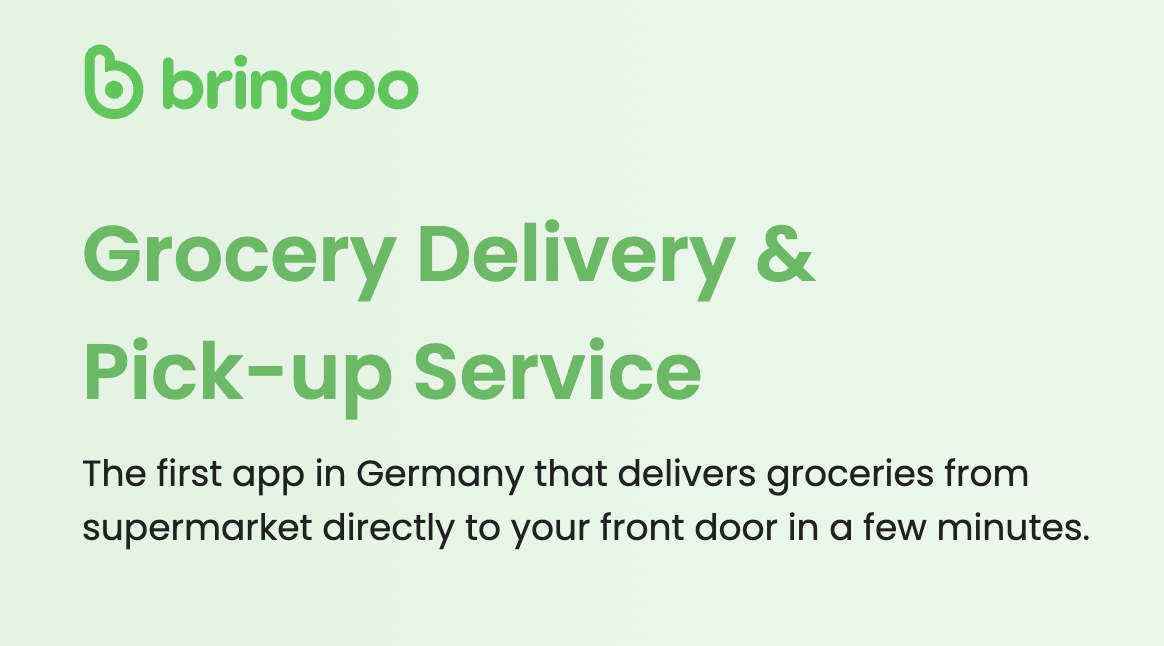 bringoo
Grocery Delivery &
Pick-up Service
The first app in Germany that delivers groceries from
supermarket directly to your front door in a few minutes.